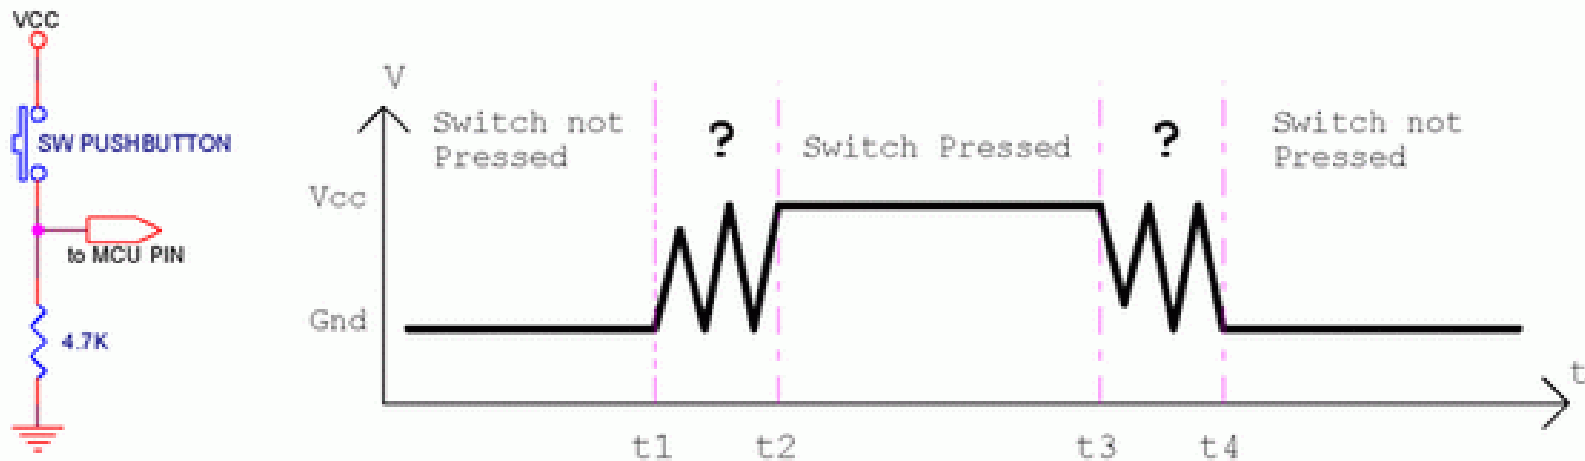 VCC
SW PUSHBUTTON
to MCU PIN
4.7K
V
Switch not
Pressed
?
Switch Pressed
?
Switch not
Pressed
Vcc
Gnd
t
t1
t2
t3
t4